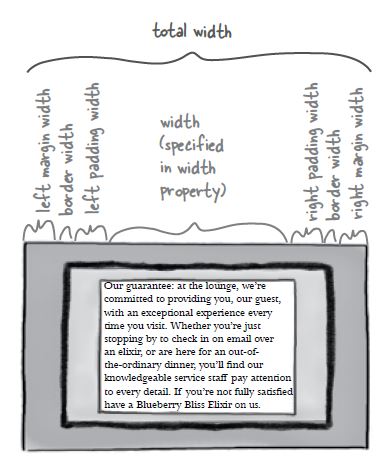 total width
left margin width
border width
left padding width
width
(specified
in width
property)
right padding width
border width
right margin width
Our guarantee: at the lounge, we're
committed to providing you, our guest,
with an exceptional experience every
time you visit. Whether you're just
stopping by to check in on email over
an elixir, or are here for an out-of-
the-ordinary dinner, you'll find our
knowledgeable service staff pay attention
to every detail. If you're not fully satisfied
have a Blueberry Bliss Elixir on us.